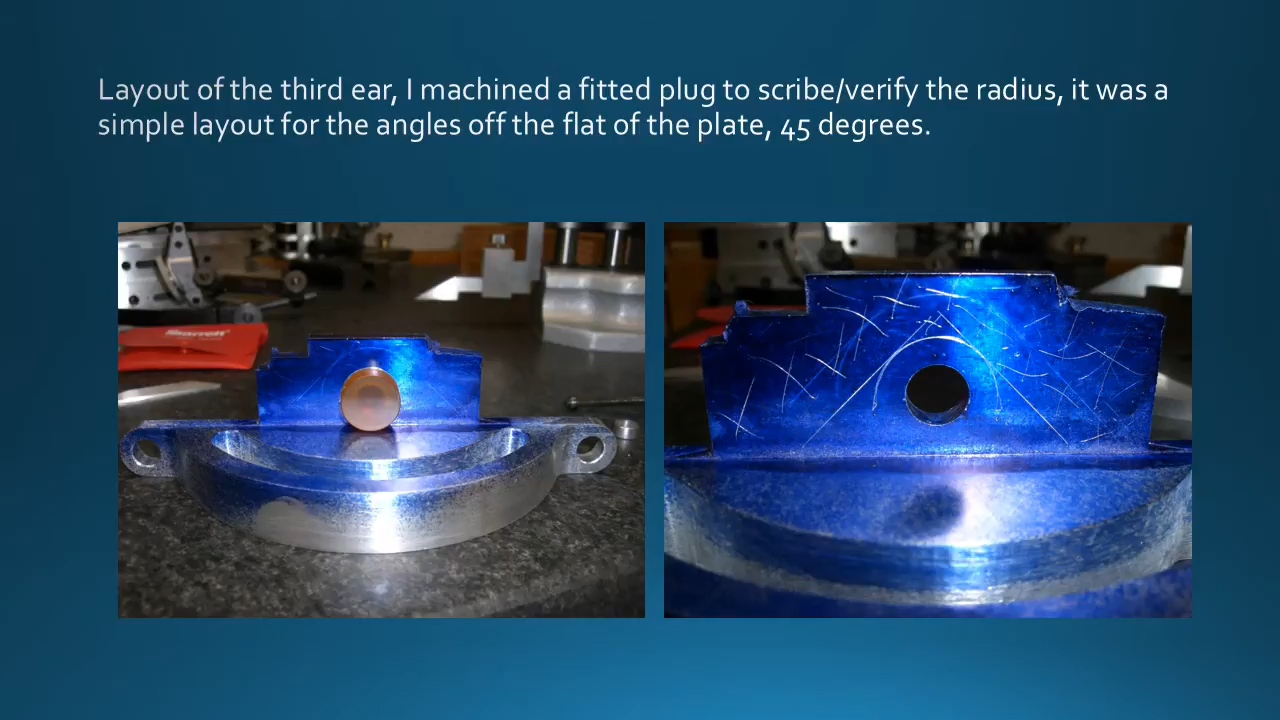 Layout of the third ear, I machined a fitted plug to scribe/verify the radius, it was a
simple layout for the angles off the flat of the plate, 45 degrees.
Starrett